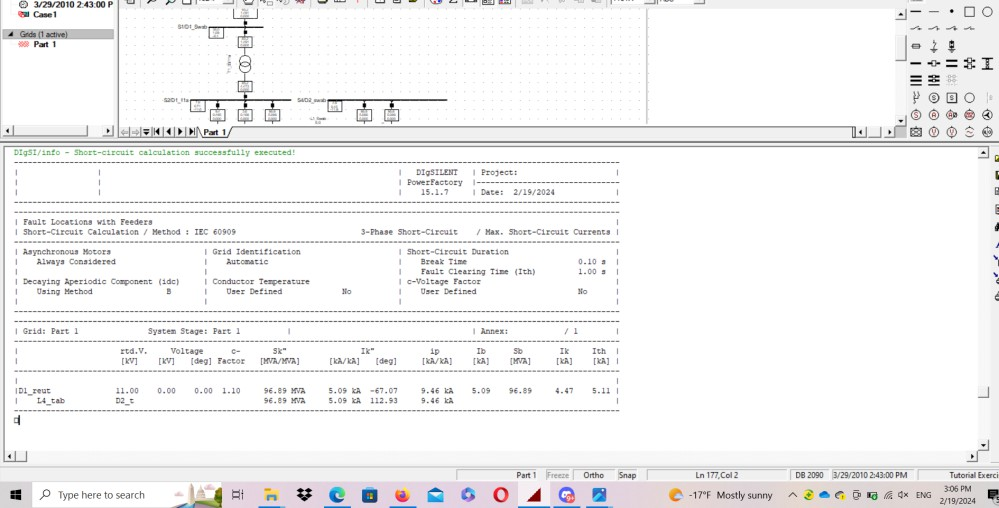 3/29/2010 2:43:00 P
Case1
Grids (1 active)
Part 1
S1/D1_Swab
S2/D1_11a
S4/D2_swab
Part 1
DIgSI/info - Short-circuit calculation successfully executed!
DIgSILENT | Project:
PowerFactory
15.1.7 | Date: 2/19/2024
Fault Locations with Feeders
Short-Circuit Calculation / Method : IEC 60909 3-Phase Short-Circuit / Max. Short-Circuit Currents
Asynchronous Motors | Grid Identification | Short-Circuit Duration
Always Considered | Automatic | Break Time 0.10 s
Fault Clearing Time (Ith) 1.00 s
Decaying Aperiodic Component (idc) | Conductor Temperature | c-Voltage Factor
Using Method B | User Defined No | User Defined No
Grid: Part 1 System Stage: Part 1 | | Annex: / 1
rtd.V. Voltage c- Sk" Ik" ip Ib Sb Ik Ith
[kV] [kV] [deg] Factor [MVA/MVA] [kA/kA] [deg] [kA/kA] [kA] [MVA] [kA] [kA]
D1_reut 11.00 0.00 0.00 1.10 96.89 MVA 5.09 kA -67.07 9.46 kA 5.09 96.89 4.47 5.11
L4_tab D2_t 96.89 MVA 5.09 kA 112.93 9.46 kA
Part 1 Freeze Ortho Snap Ln 177,Col 2 DB 2090 3/29/2010 2:43:00 PM Tutorial Exerci
Type here to search
-17°F Mostly sunny
ENG
3:06 PM
2/19/2024